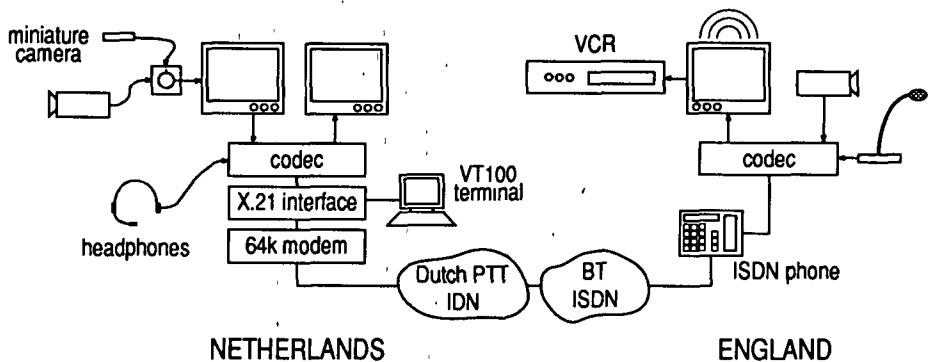 miniature
camera
VCR
codec
codec
VT100
terminal
X.21 interface
headphones
64k modem
ISDN phone
Dutch PTT
IDN
BT
ISDN
NETHERLANDS
ENGLAND